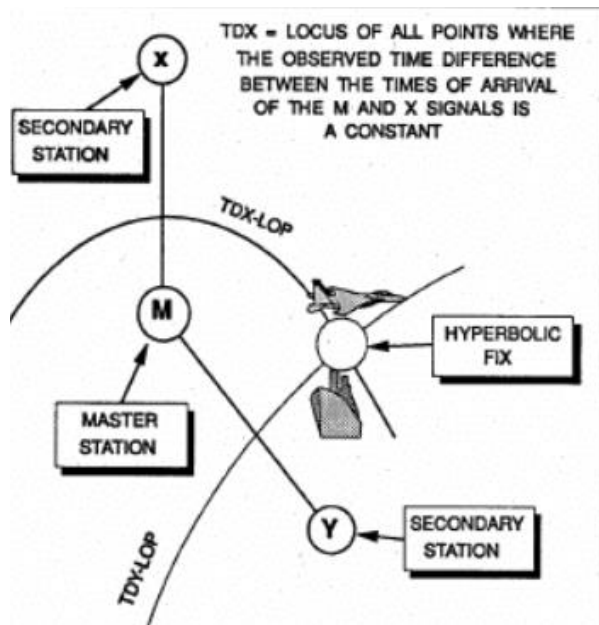 TDX = LOCUS OF ALL POINTS WHERE
THE OBSERVED TIME DIFFERENCE
BETWEEN THE TIMES OF ARRIVAL
OF THE M AND X SIGNALS IS
A CONSTANT
X
SECONDARY
STATION
TDX-LOP
M
HYPERBOLIC
FIX
MASTER
STATION
Y
SECONDARY
STATION
TDY-LOP